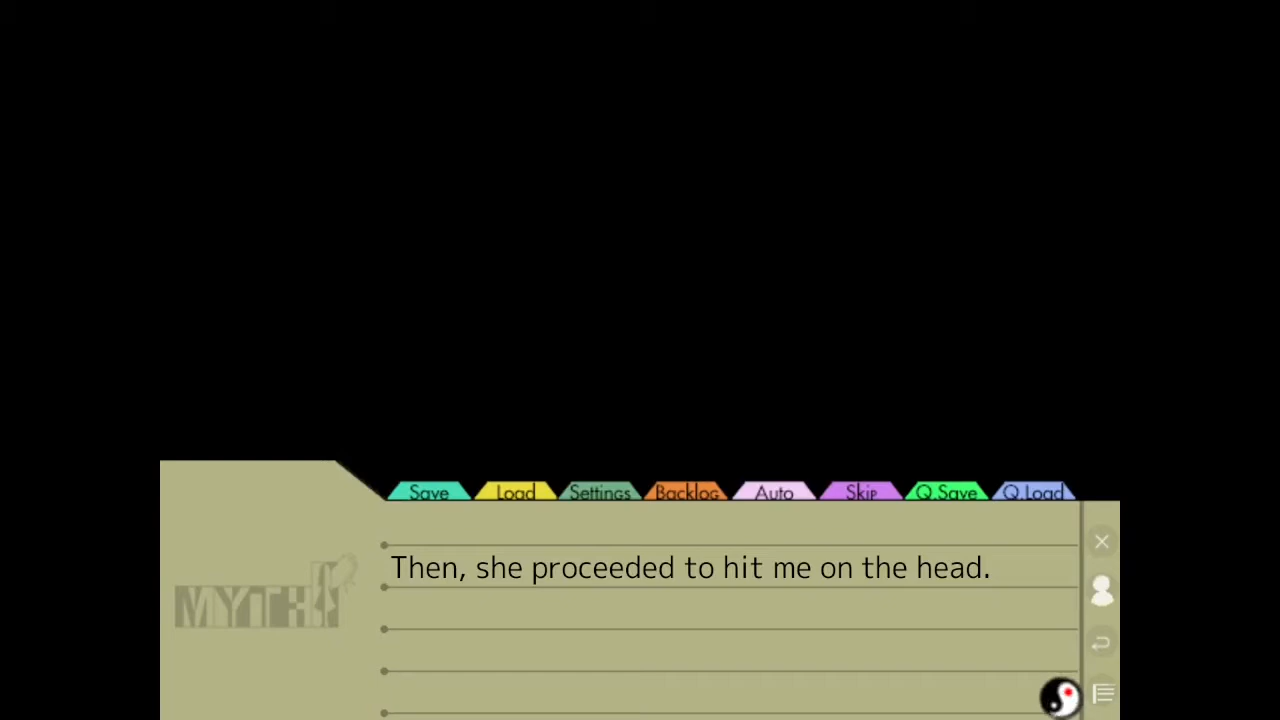 Save Load Settings Backlog Auto Skip Q.Save Q.Load
Then, she proceeded to hit me on the head.
MYTH